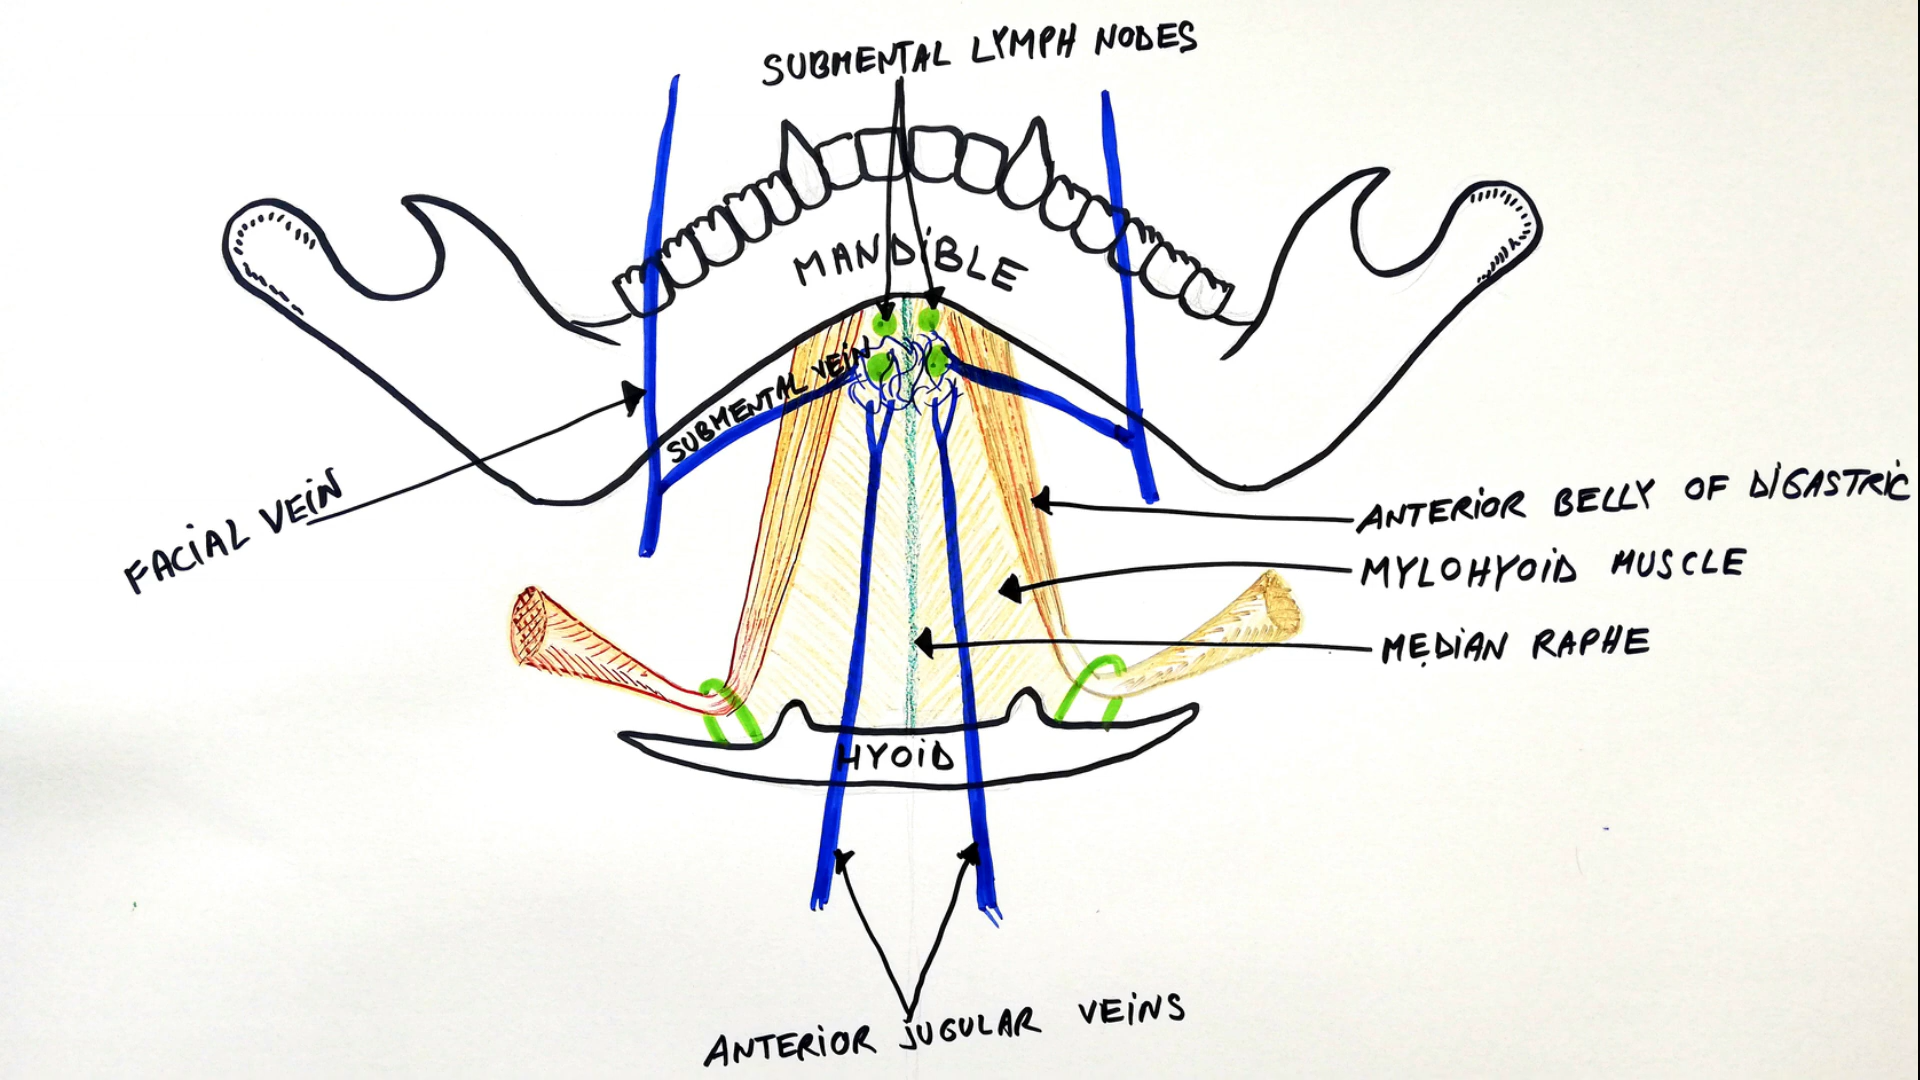 SUBMENTAL LYMPH NODES
MANDiBLE
SUBMENTAL VEiN
FACiAL VEiN
ANTERiOR BELLY OF DiGASTRiC
MYLOHYOiD MUSCLE
MEDiAN RAPHE
HYOiD
ANTERiOR jUGULAR VEiNS